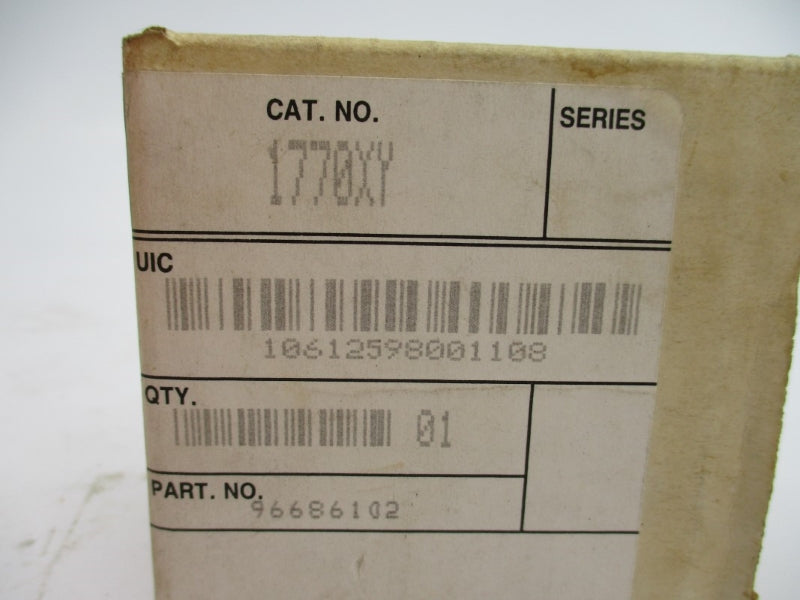 CAT. NO.
SERIES
1770XY
UIC
10612598001108
QTY.
01
PART. NO.
96686102